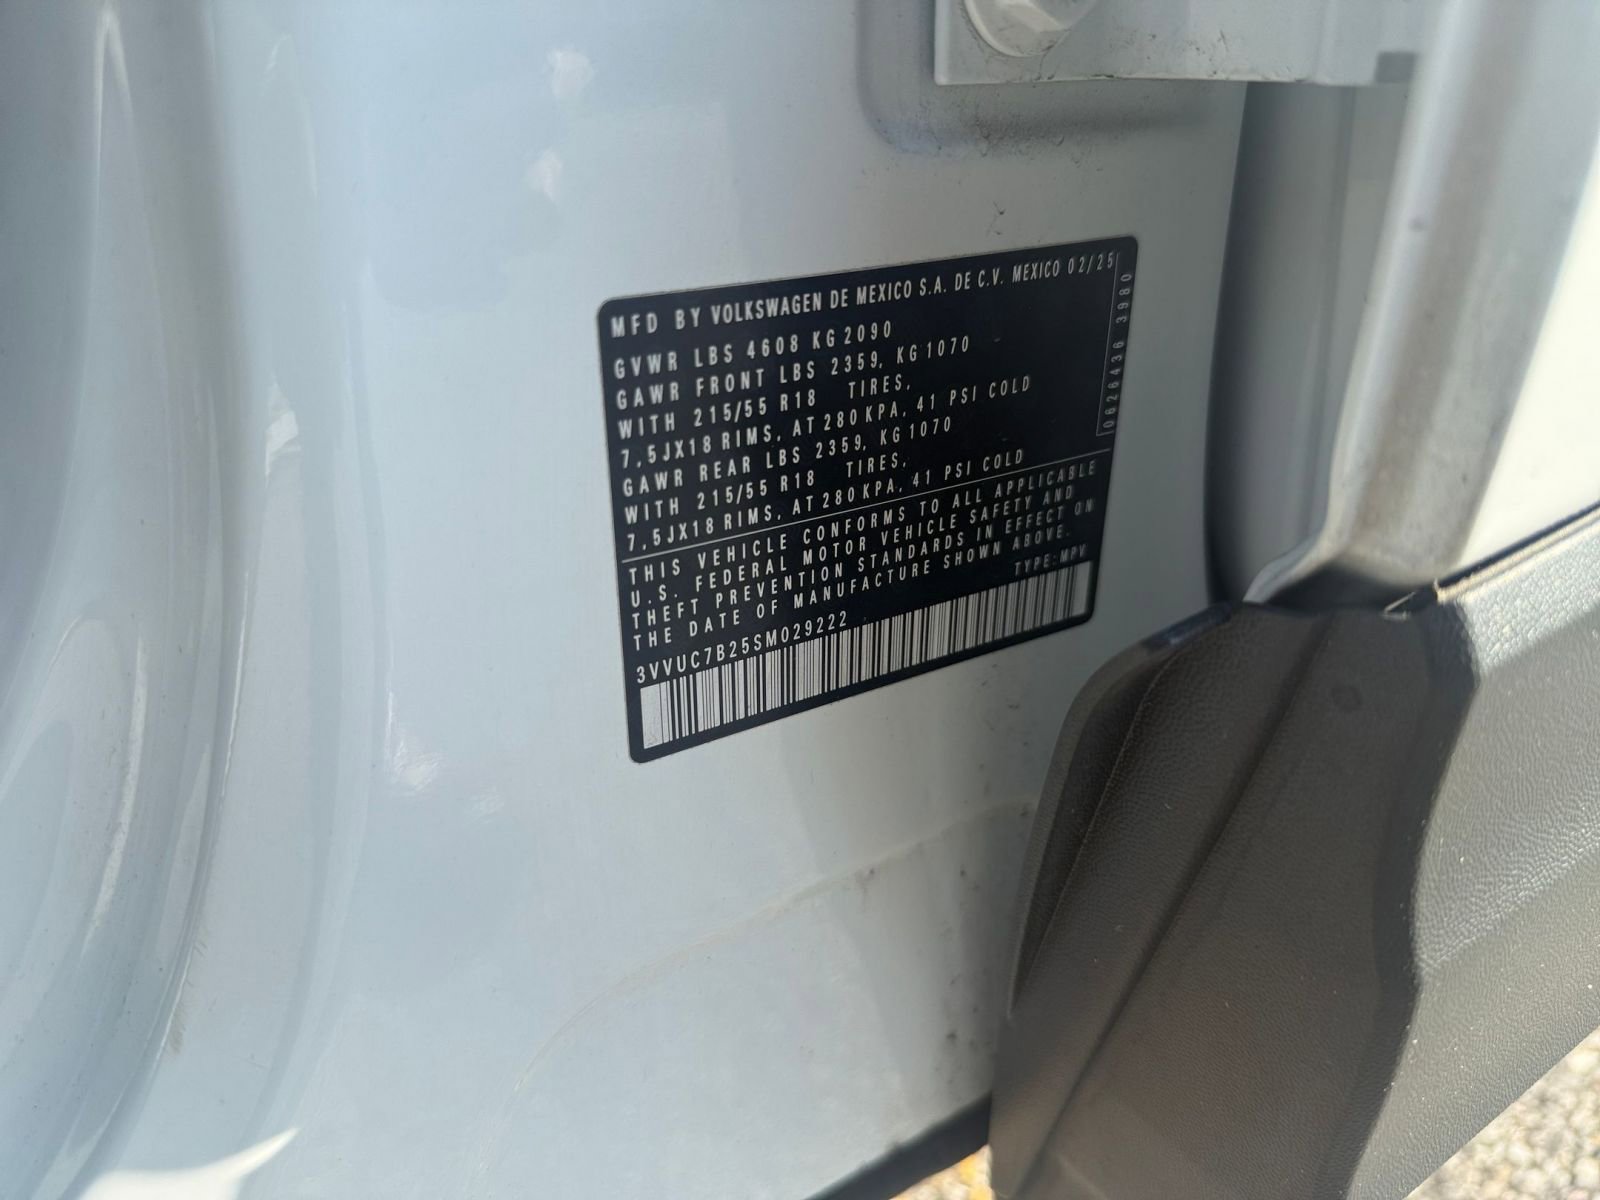 MFD BY VOLKSWAGEN DE MEXICO S.A. DE C.V. MEXICO 02/25
GVWR LBS 4608 KG 2090
GAWR FRONT LBS 2359, KG 1070
WITH 215/55 R18 TIRES,
7,5JX18 RIMS, AT 280 KPA, 41 PSI COLD
GAWR REAR LBS 2359, KG 1070
WITH 215/55 R18 TIRES,
7,5JX18 RIMS, AT 280 KPA, 41 PSI COLD
0626436 3980
THIS VEHICLE CONFORMS TO ALL APPLICABLE
U.S. FEDERAL MOTOR VEHICLE SAFETY AND
THEFT PREVENTION STANDARDS IN EFFECT ON
THE DATE OF MANUFACTURE SHOWN ABOVE.
3VVUC7B25SM029222 TYPE:MPV